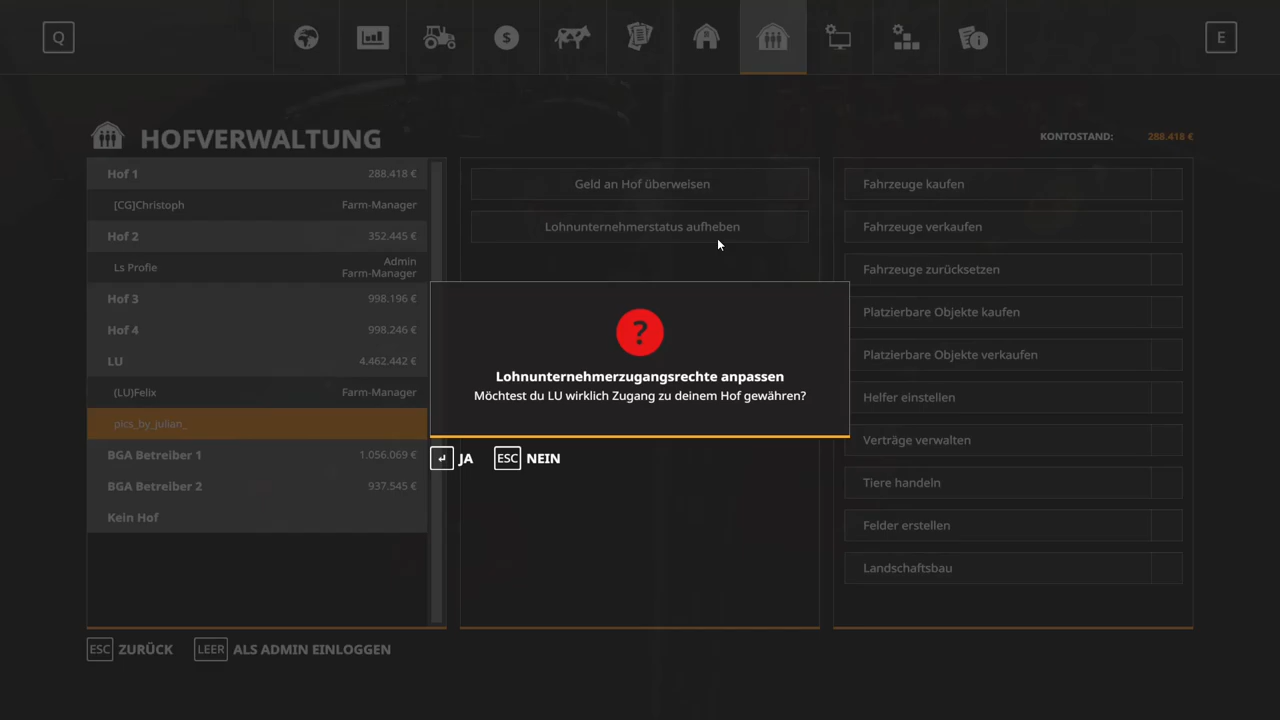 Q
E
HOFVERWALTUNG
KONTOSTAND: 288.418 €
Hof 1 288.418 €
[CG]Christoph Farm-Manager
Hof 2 352.445 €
Ls Profie Admin
Farm-Manager
Hof 3 998.196 €
Hof 4 998.246 €
LU 4.462.442 €
(LU)Felix Farm-Manager
pics_by_julian_
BGA Betreiber 1 1.056.069 €
BGA Betreiber 2 937.545 €
Kein Hof
Geld an Hof überweisen
Lohnunternehmerstatus aufheben
Lohnunternehmerzugangsrechte anpassen
Möchtest du LU wirklich Zugang zu deinem Hof gewähren?
JA ESC NEIN
Fahrzeuge kaufen
Fahrzeuge verkaufen
Fahrzeuge zurücksetzen
Platzierbare Objekte kaufen
Platzierbare Objekte verkaufen
Helfer einstellen
Verträge verwalten
Tiere handeln
Felder erstellen
Landschaftsbau
ESC ZURÜCK LEER ALS ADMIN EINLOGGEN